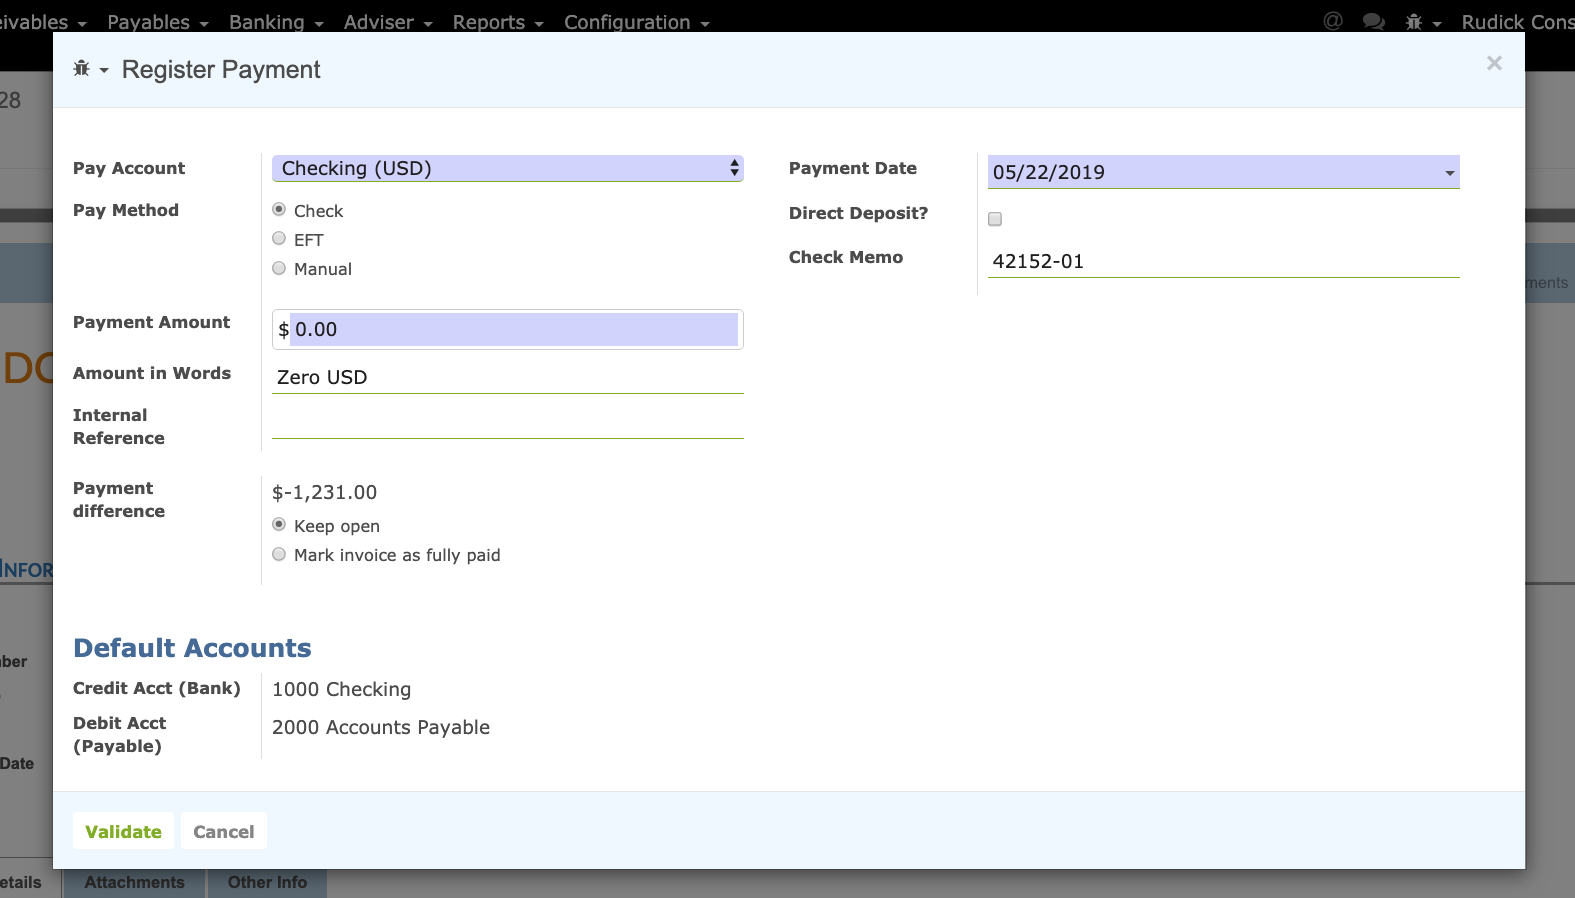 eivables Payables Banking Adviser Reports Configuration @ Rudick Cons
Register Payment ×
28
Pay Account Checking (USD) Payment Date 05/22/2019
Pay Method Check Direct Deposit?
EFT
Manual Check Memo 42152-01
ments
Payment Amount $ 0.00
DO
Amount in Words Zero USD
Internal
Reference
Payment
difference
$-1,231.00
Keep open
Mark invoice as fully paid
INFOR
Default Accounts
ber
Credit Acct (Bank) 1000 Checking
Debit Acct
(Payable)
2000 Accounts Payable
Date
Validate Cancel
etails Attachments Other Info